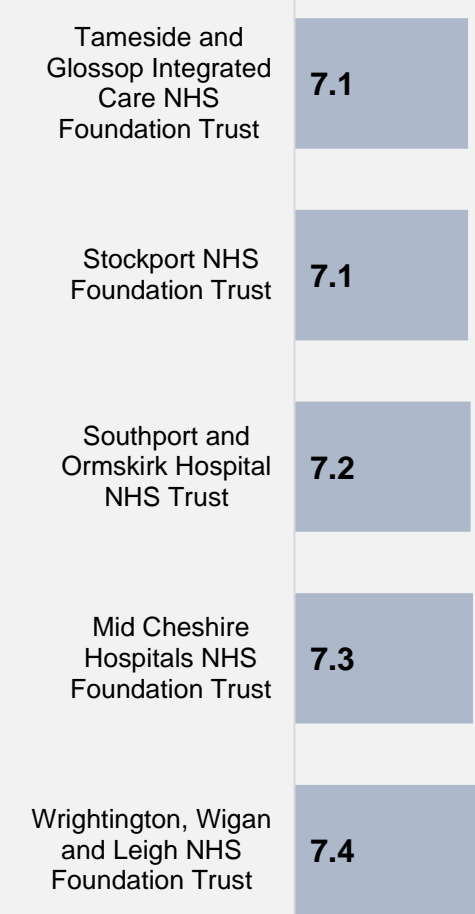 Tameside and
Glossop Integrated
Care NHS
Foundation Trust
7.1
Stockport NHS
Foundation Trust
7.1
Southport and
Ormskirk Hospital
NHS Trust
7.2
Mid Cheshire
Hospitals NHS
Foundation Trust
7.3
Wrightington, Wigan
and Leigh NHS
Foundation Trust
7.4